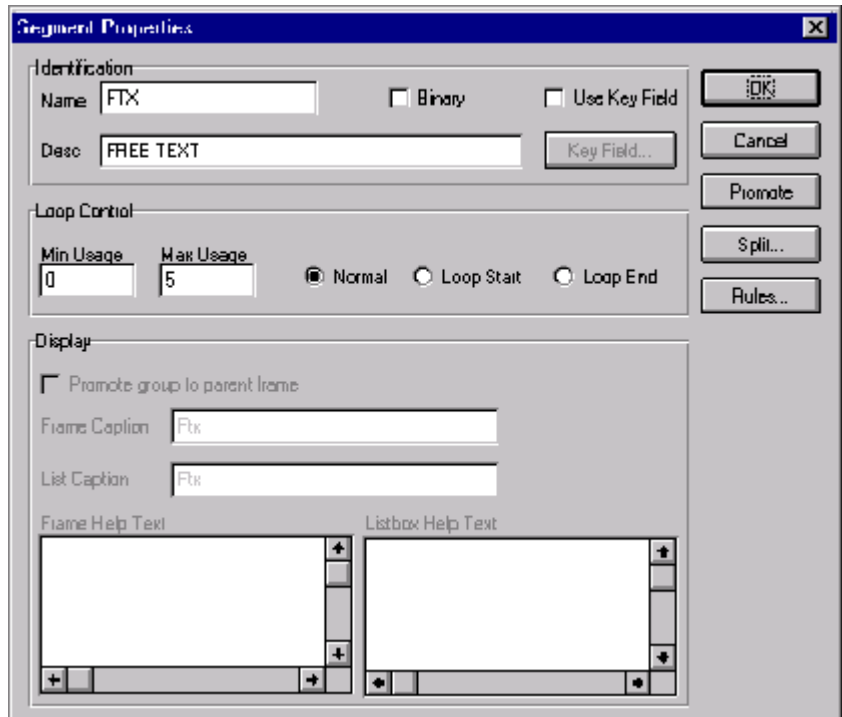 Segment Properties
Identification
Name FTX Binary Use Key Field
Desc FREE TEXT Key Field...
OK
Cancel
Promote
Split...
Rules...
Loop Control
Min Usage Max Usage
0 5 Normal Loop Start Loop End
Display
Promote group to parent frame
Frame Caption Ftx
List Caption Ftx
Frame Help Text Listbox Help Text